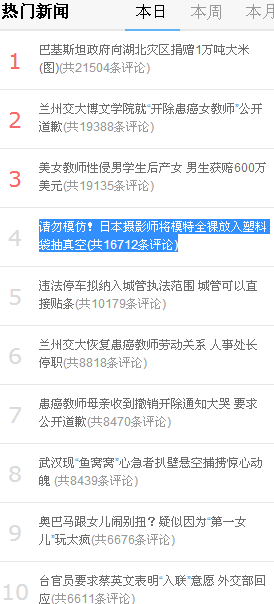 热门新闻 本日 本周 本月
1 巴基斯坦政府向湖北灾区捐赠1万吨大米
(图)(共21504条评论)
2 兰州交大博文学院就“开除患癌女教师”公开
道歉(共19388条评论)
3 美女教师性侵男学生后产女 男生获赔600万
美元(共19135条评论)
4 请勿模仿！日本摄影师将模特全裸放入塑料
袋抽真空(共16712条评论)
5 违法停车拟纳入城管执法范围 城管可以直
接贴条(共10179条评论)
6 兰州交大恢复患癌教师劳动关系 人事处长
停职(共8818条评论)
7 患癌教师母亲收到撤销开除通知大哭 要求
公开道歉(共8470条评论)
8 武汉现“鱼窝窝”心急者扒壁悬空捕捞惊心动
魄 (共8439条评论)
9 奥巴马跟女儿闹别扭？疑似因为“第一女
儿”玩太疯(共6676条评论)
10 台官员要求蔡英文表明“入联”意愿 外交部回
应(共6611条评论)